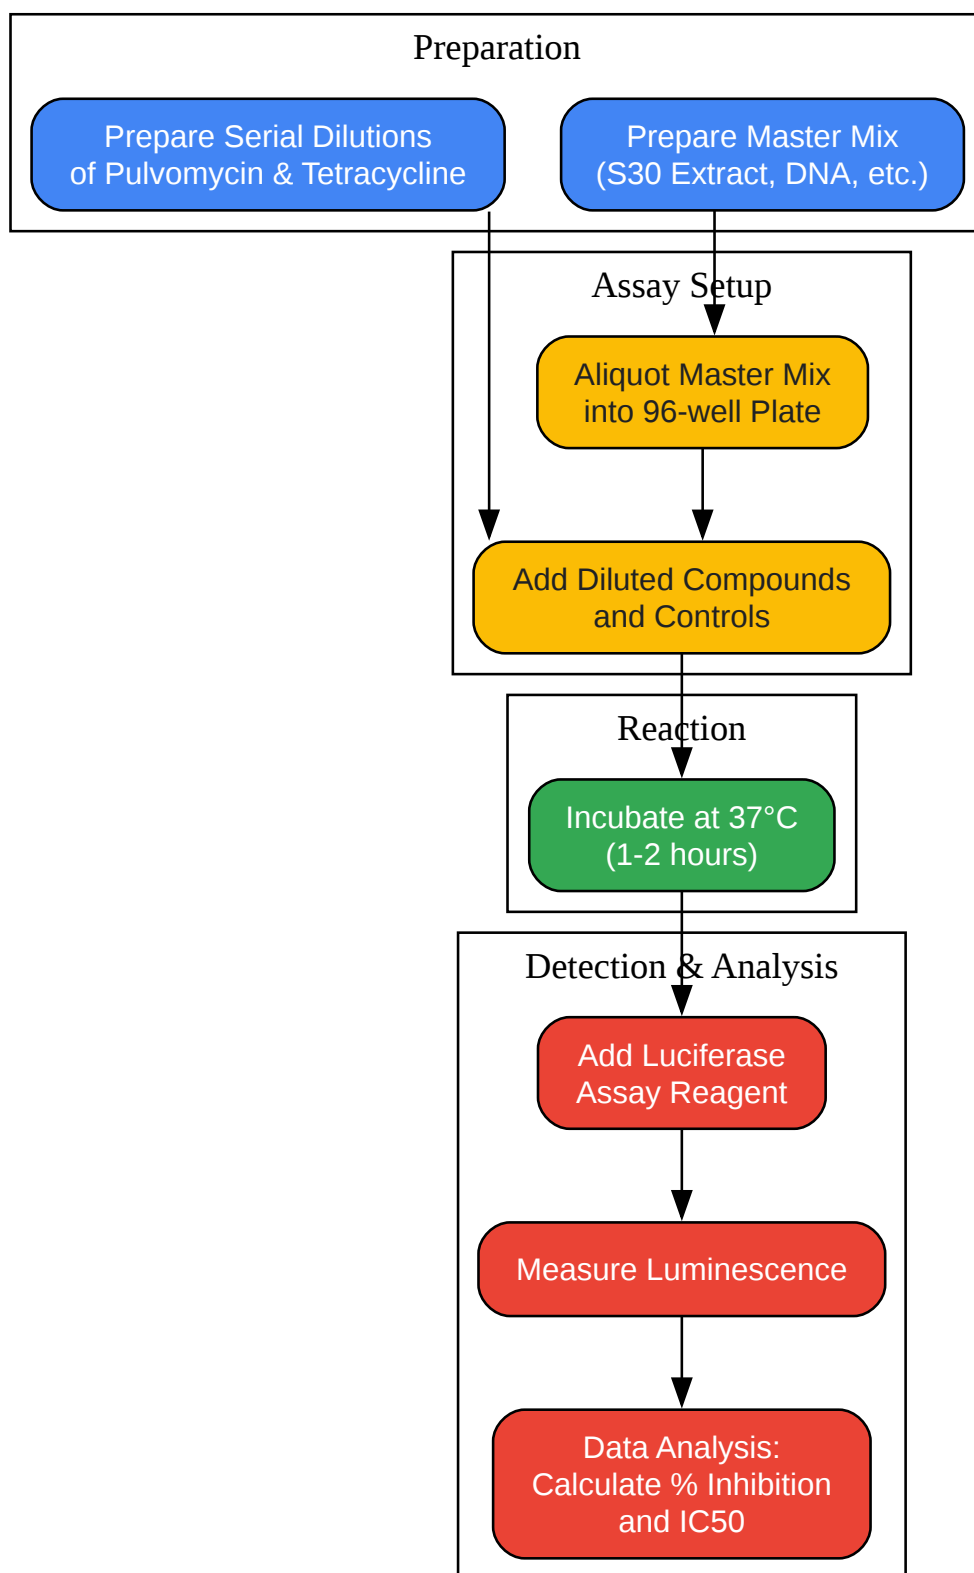 Preparation
Prepare Serial Dilutions
of Pulvomycin & Tetracycline
Prepare Master Mix
(S30 Extract, DNA, etc.)
Assay Setup
Aliquot Master Mix
into 96-well Plate
Add Diluted Compounds
and Controls
Reaction
Incubate at 37°C
(1-2 hours)
Detection & Analysis
Add Luciferase
Assay Reagent
Measure Luminescence
Data Analysis:
Calculate % Inhibition
and IC50